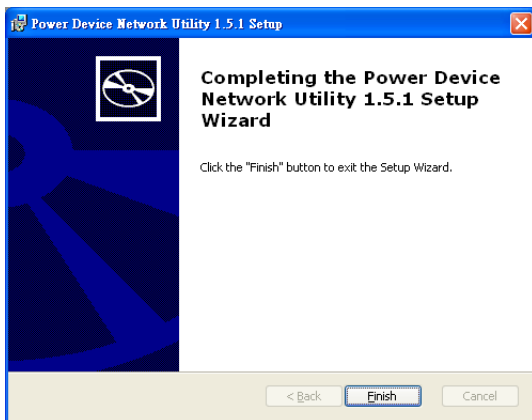 Power Device Network Utility 1.5.1 Setup
Completing the Power Device
Network Utility 1.5.1 Setup
Wizard
Click the "Finish" button to exit the Setup Wizard.
< Back Finish Cancel